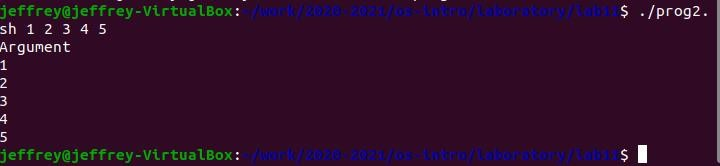 jeffrey@jeffrey-VirtualBox:~/work/2020-2021/os-intro/laboratory/lab12$ ./prog2.
sh 1 2 3 4 5
Argument
1
2
3
4
5
jeffrey@jeffrey-VirtualBox:~/work/2020-2021/os-intro/laboratory/lab12$